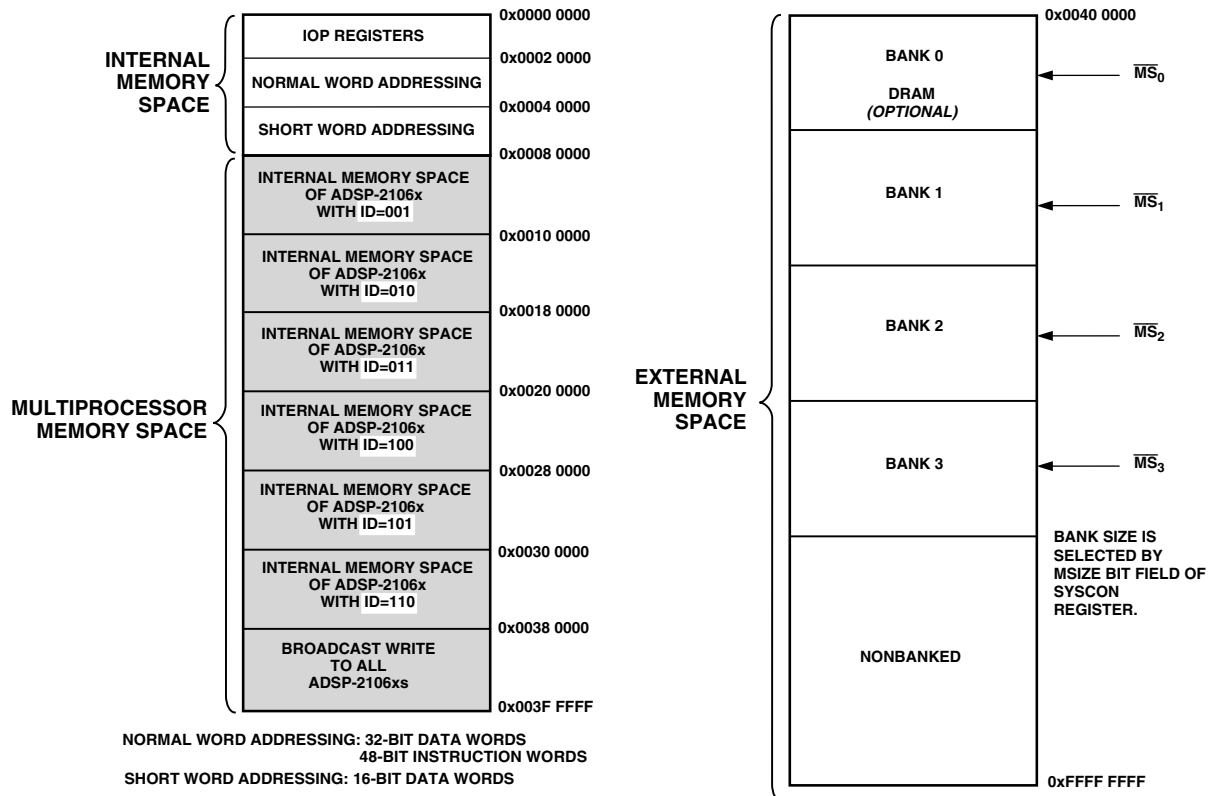 INTERNAL
MEMORY
SPACE
IOP REGISTERS
NORMAL WORD ADDRESSING
SHORT WORD ADDRESSING
0x0000 0000
0x0002 0000
0x0004 0000
0x0008 0000
MULTIPROCESSOR
MEMORY SPACE
INTERNAL MEMORY SPACE
OF ADSP-2106x
WITH ID=001
0x0010 0000
INTERNAL MEMORY SPACE
OF ADSP-2106x
WITH ID=010
0x0018 0000
INTERNAL MEMORY SPACE
OF ADSP-2106x
WITH ID=011
0x0020 0000
INTERNAL MEMORY SPACE
OF ADSP-2106x
WITH ID=100
0x0028 0000
INTERNAL MEMORY SPACE
OF ADSP-2106x
WITH ID=101
0x0030 0000
INTERNAL MEMORY SPACE
OF ADSP-2106x
WITH ID=110
0x0038 0000
BROADCAST WRITE
TO ALL
ADSP-2106xs
0x003F FFFF
NORMAL WORD ADDRESSING: 32-BIT DATA WORDS
48-BIT INSTRUCTION WORDS
SHORT WORD ADDRESSING: 16-BIT DATA WORDS
EXTERNAL
MEMORY
SPACE
0x0040 0000
BANK 0
DRAM
(OPTIONAL)
MS0
BANK 1
MS1
BANK 2
MS2
BANK 3
MS3
BANK SIZE IS
SELECTED BY
MSIZE BIT FIELD OF
SYSCON
REGISTER.
NONBANKED
0xFFFF FFFF